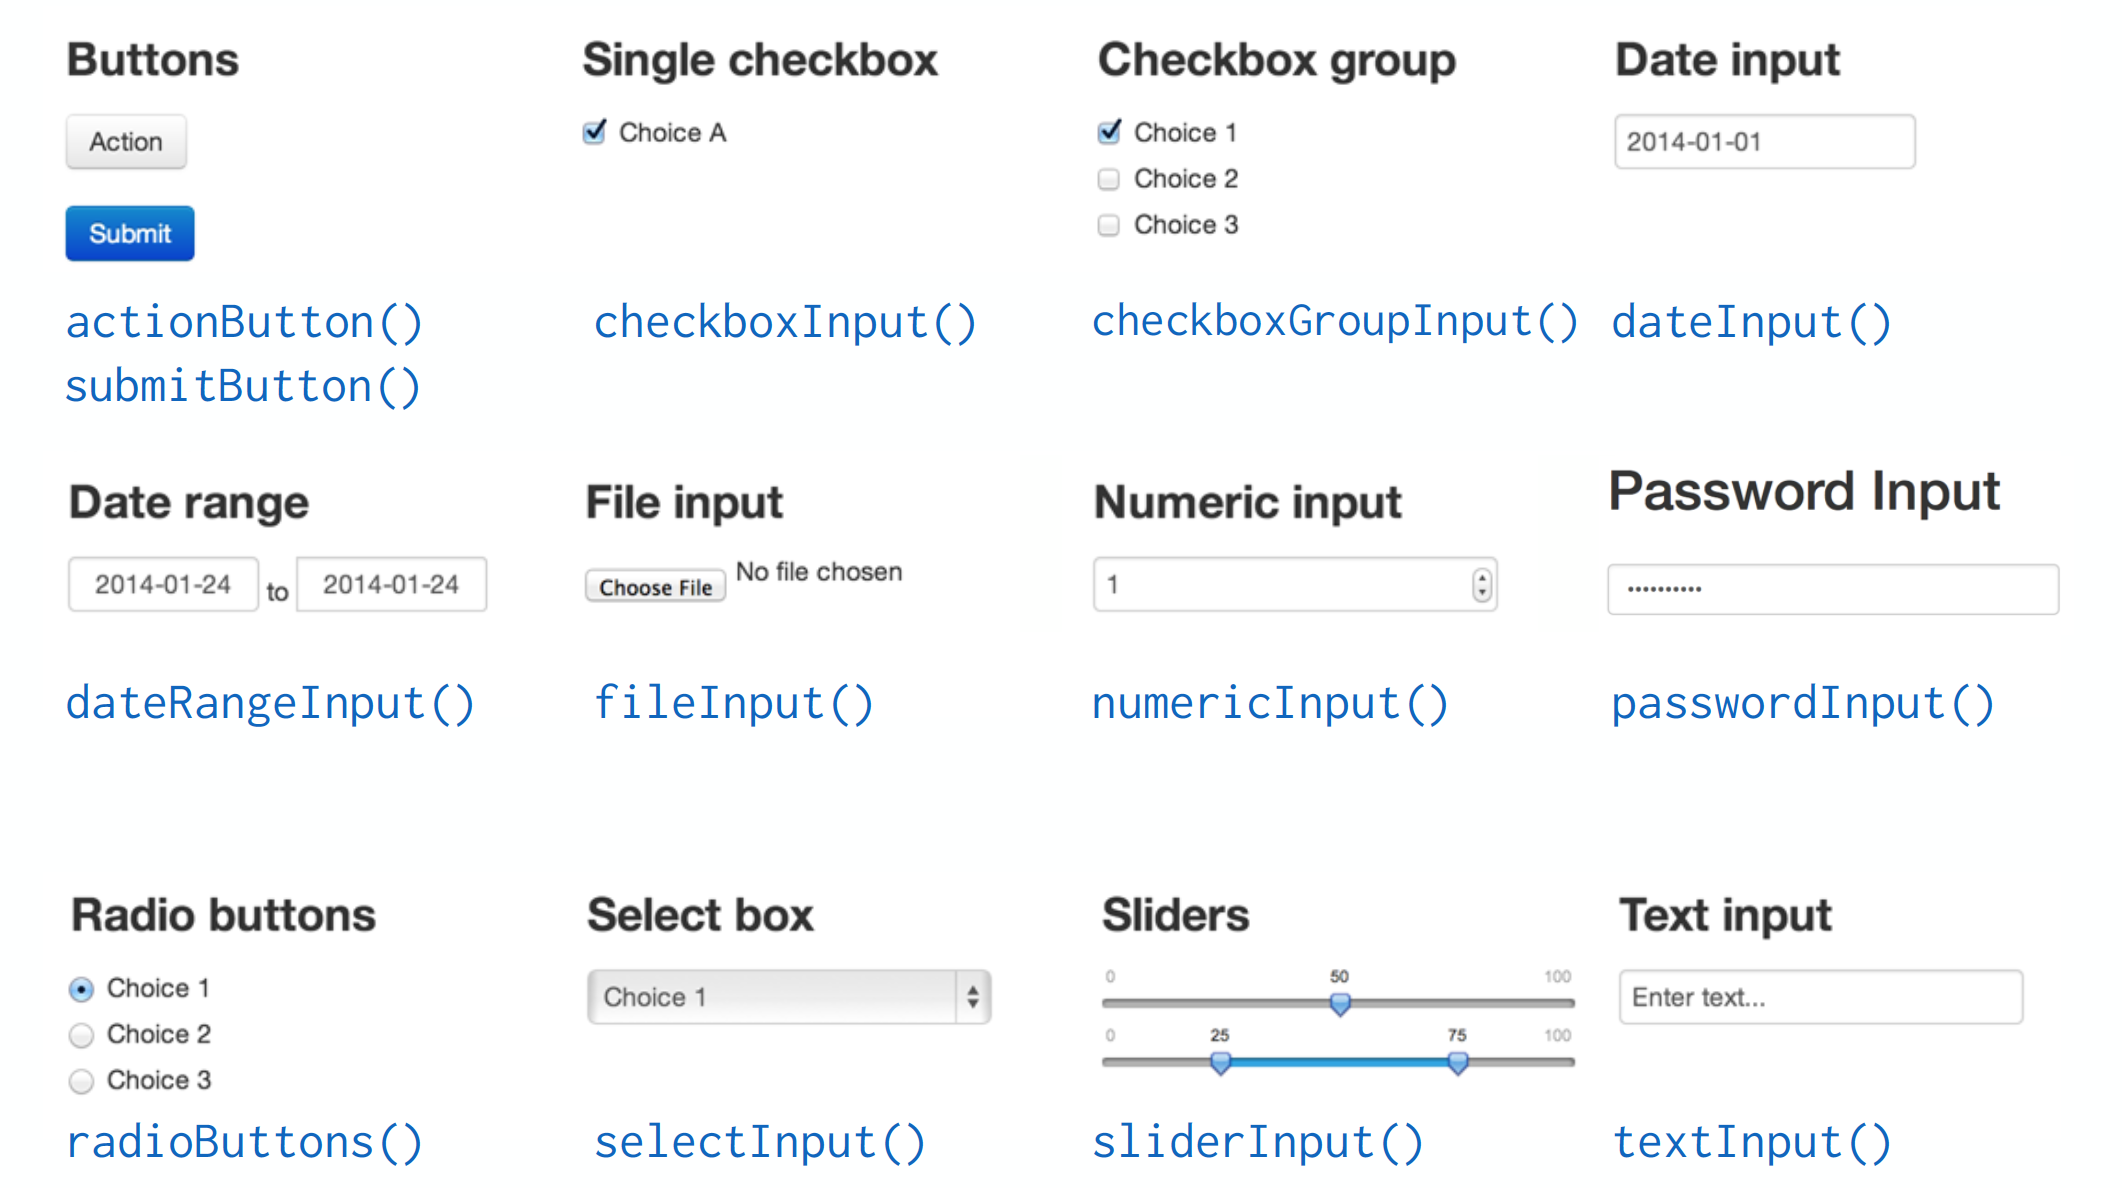 Buttons
Action
Submit
actionButton()
submitButton()
Single checkbox
Choice A
checkboxInput()
Checkbox group
Choice 1
Choice 2
Choice 3
checkboxGroupInput()
Date input
2014-01-01
dateInput()
Date range
2014-01-24 to 2014-01-24
dateRangeInput()
File input
Choose File No file chosen
fileInput()
Numeric input
1
numericInput()
Password Input
••••••••••
passwordInput()
Radio buttons
Choice 1
Choice 2
Choice 3
radioButtons()
Select box
Choice 1
selectInput()
Sliders
0 50 100
0 25 75 100
sliderInput()
Text input
Enter text...
textInput()